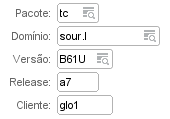 Pacote: tc
Domínio: sour.l
Versão: B61U
Release: a7
Cliente: glo1